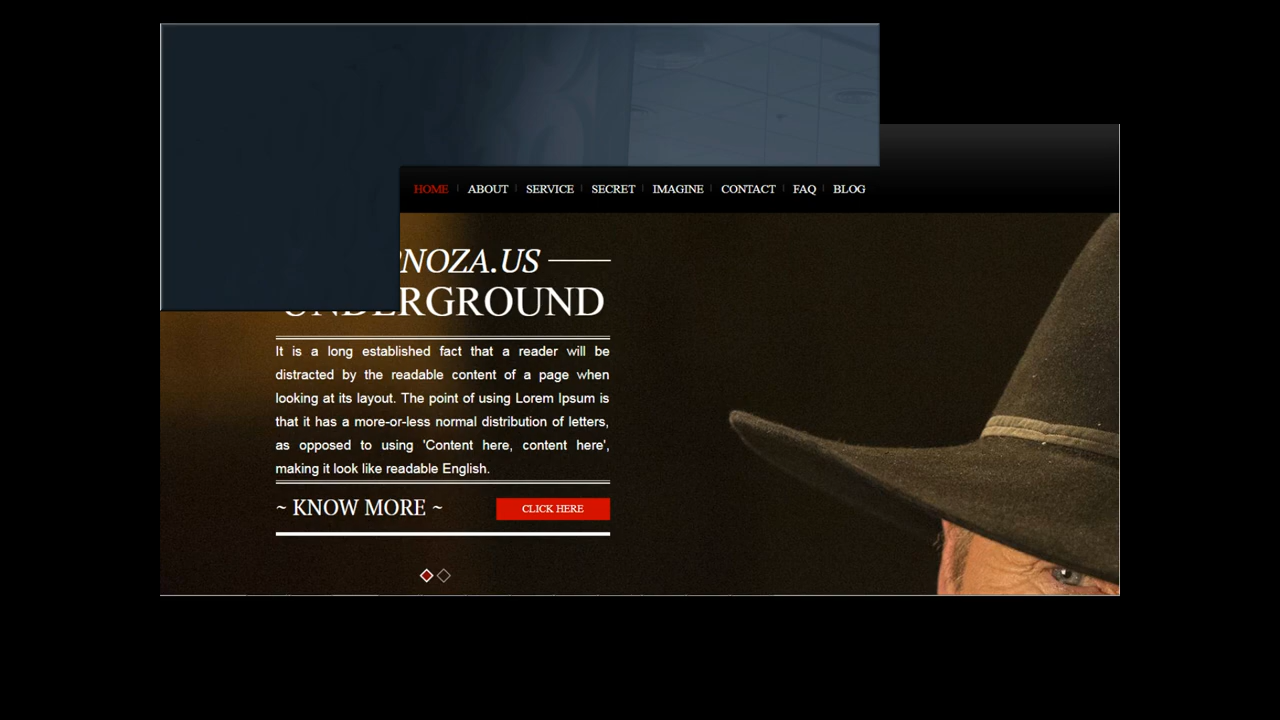 HOME ABOUT SERVICE SECRET IMAGINE CONTACT FAQ BLOG
NOZA.US
UNDERGROUND
It is a long established fact that a reader will be
distracted by the readable content of a page when
looking at its layout. The point of using Lorem Ipsum is
that it has a more-or-less normal distribution of letters,
as opposed to using 'Content here, content here',
making it look like readable English.
~ KNOW MORE ~
CLICK HERE